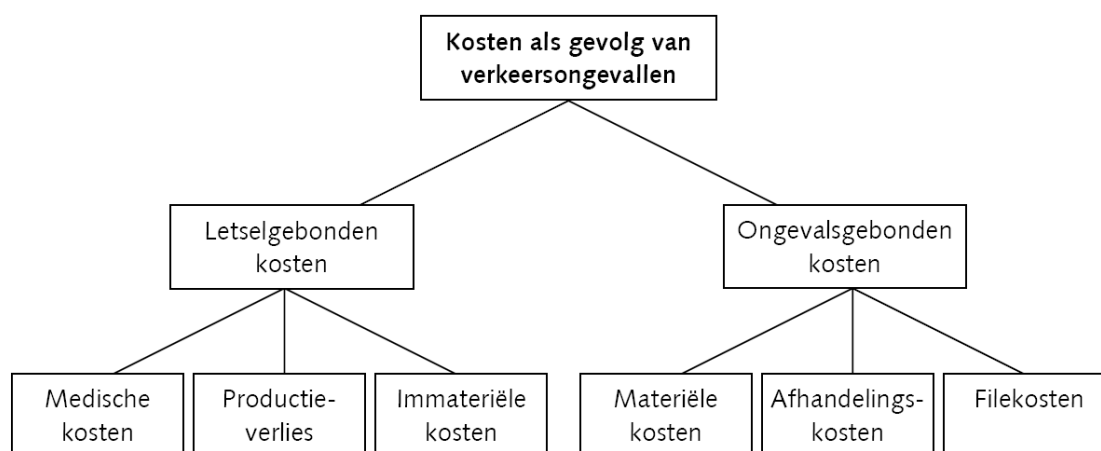 Kosten als gevolg van
verkeersongevallen
Letselgebonden
kosten
Ongevalsgebonden
kosten
Medische
kosten
Productie-
verlies
Immateriële
kosten
Materiële
kosten
Afhandelings-
kosten
Filekosten